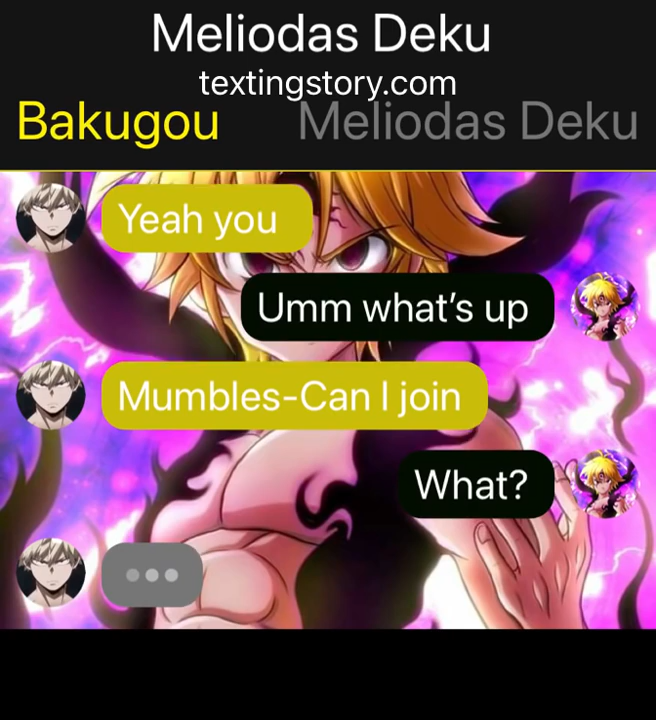 Meliodas Deku
textingstory.com
Bakugou Meliodas Deku
Yeah you
Umm what's up
Mumbles-Can I join
What?